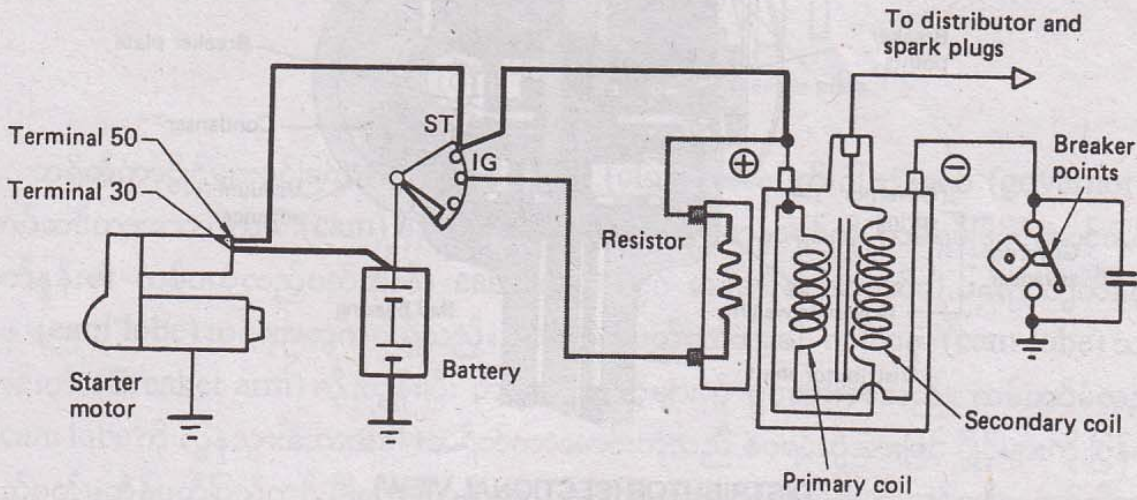 To distributor and
spark plugs
ST
Terminal 50
IG
Breaker
points
⊕
⊖
Terminal 30
Resistor
Battery
Starter
motor
Secondary coil
Primary coil